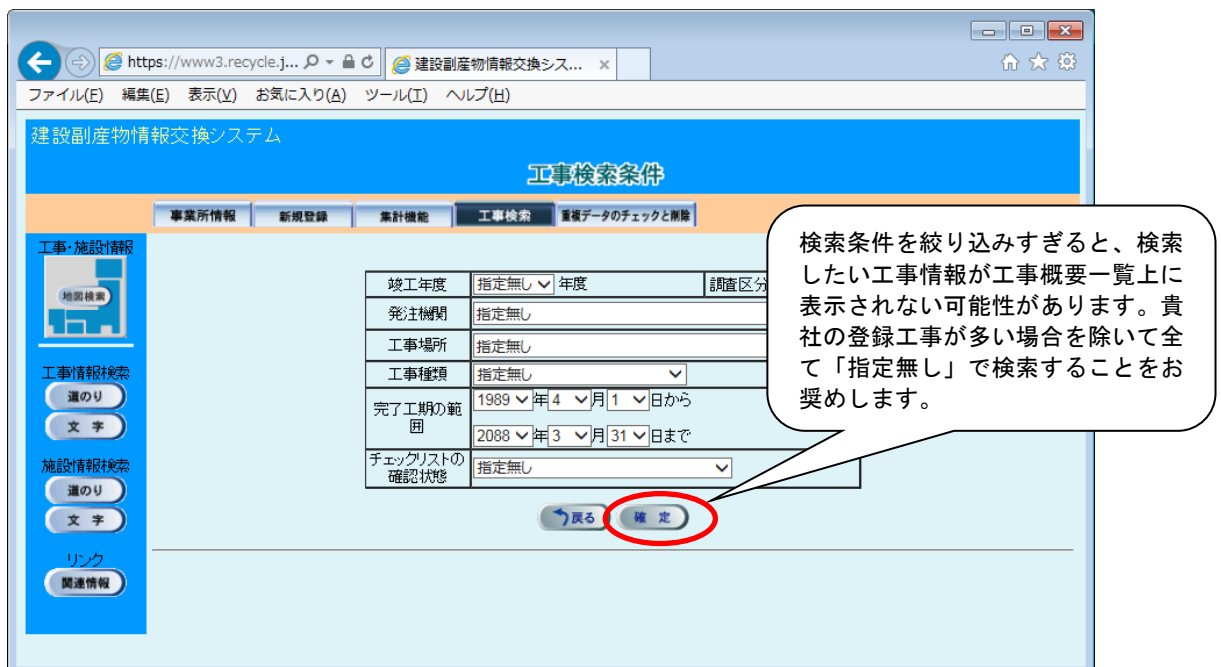 https://www3.recycle.j...
建設副産物情報交換シス...
ファイル(F) 編集(E) 表示(V) お気に入り(A) ツール(T) ヘルプ(H)
建設副産物情報交換システム
工事検索条件
事業所情報 新規登録 集計機能 工事検索 重複データのチェックと削除
工事・施設情報
地図検索
工事情報検索
道のり
文字
施設情報検索
道のり
文字
リンク
関連情報
竣工年度 指定無し 年度 調査区分
発注機関 指定無し
工事場所 指定無し
工事種類 指定無し
完了工期の範囲 1989 年 4 月 1 日から
2088 年 3 月 31 日まで
チェックリストの確認状態 指定無し
戻る 確定
検索条件を絞り込みすぎると、検索
したい工事情報が工事概要一覧上に
表示されない可能性があります。貴
社の登録工事が多い場合を除いて全
て「指定無し」で検索することをお
奨めします。